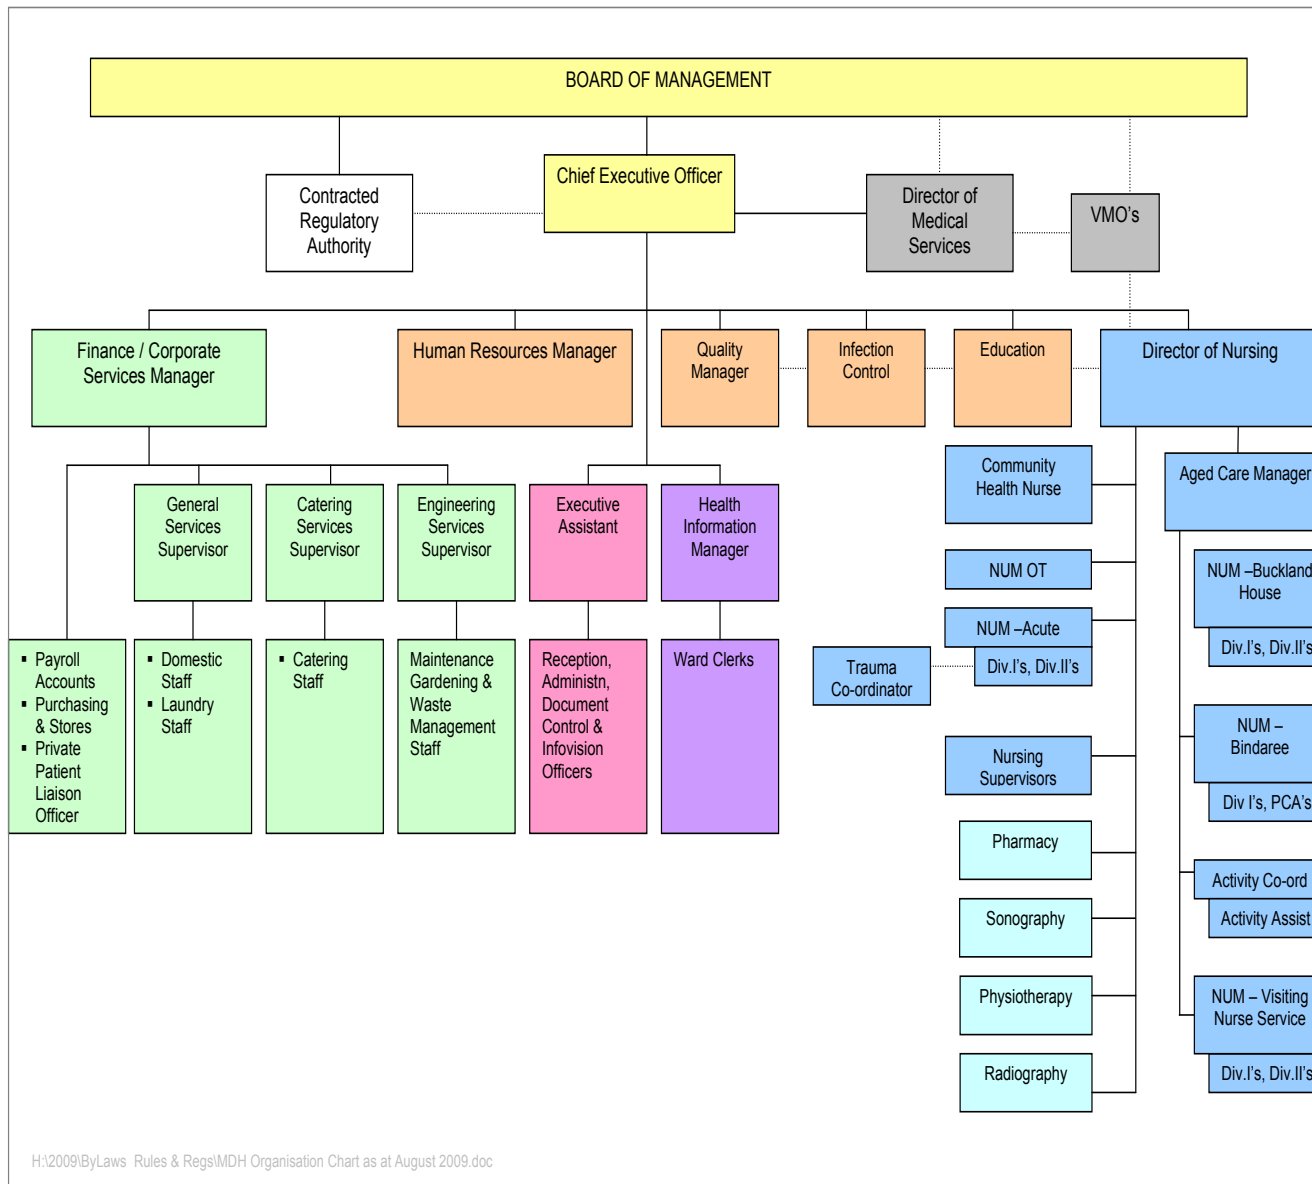 BOARD OF MANAGEMENT
Chief Executive Officer
Contracted
Regulatory
Authority
Director of
Medical
Services
VMO's
Finance / Corporate
Services Manager
Human Resources Manager
Quality
Manager
Infection
Control
Education
Director of Nursing
Community
Health Nurse
Aged Care Manager
General
Services
Supervisor
Catering
Services
Supervisor
Engineering
Services
Supervisor
Executive
Assistant
Health
Information
Manager
NUM OT
NUM –Buckland
House
Div.I's, Div.II's
NUM –Acute
Div.I's, Div.II's
Trauma
Co-ordinator
▪ Payroll
Accounts
▪ Purchasing
& Stores
▪ Private
Patient
Liaison
Officer
▪ Domestic
Staff
▪ Laundry
Staff
▪ Catering
Staff
Maintenance
Gardening &
Waste
Management
Staff
Reception,
Administn,
Document
Control &
Infovision
Officers
Ward Clerks
NUM –
Bindaree
Div I's, PCA's
Nursing
Supervisors
Pharmacy
Activity Co-ord
Activity Assist
Sonography
Physiotherapy
NUM – Visiting
Nurse Service
Div.I's, Div.II's
Radiography
H:\2009\ByLaws  Rules & Regs\MDH Organisation Chart as at August 2009.doc